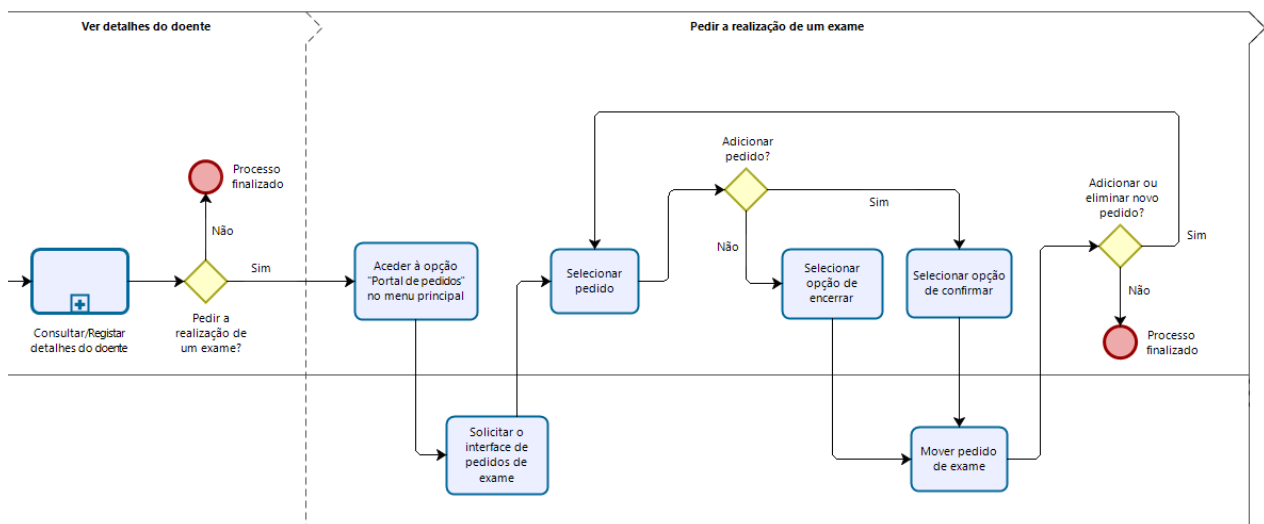 Ver detalhes do doente
Pedir a realização de um exame
Processo
finalizado
Não
Sim
Consultar/Registar
detalhes do doente
Pedir a
realização de
um exame?
Aceder à opção
"Portal de pedidos"
no menu principal
Solicitar o
interface de
pedidos de
exame
Selecionar
pedido
Adicionar
pedido?
Sim
Não
Selecionar
opção de
encerrar
Selecionar opção
de confirmar
Mover pedido
de exame
Adicionar ou
eliminar novo
pedido?
Sim
Não
Processo
finalizado